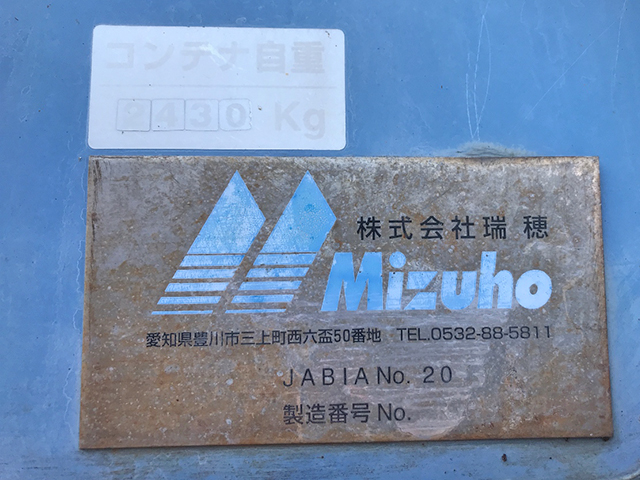 コンテナ自重
2430 Kg
株式会社瑞穂
Mizuho
愛知県豊川市三上町西六盃50番地 TEL.0532-88-5811
JABIA No. 20
製造番号 No.